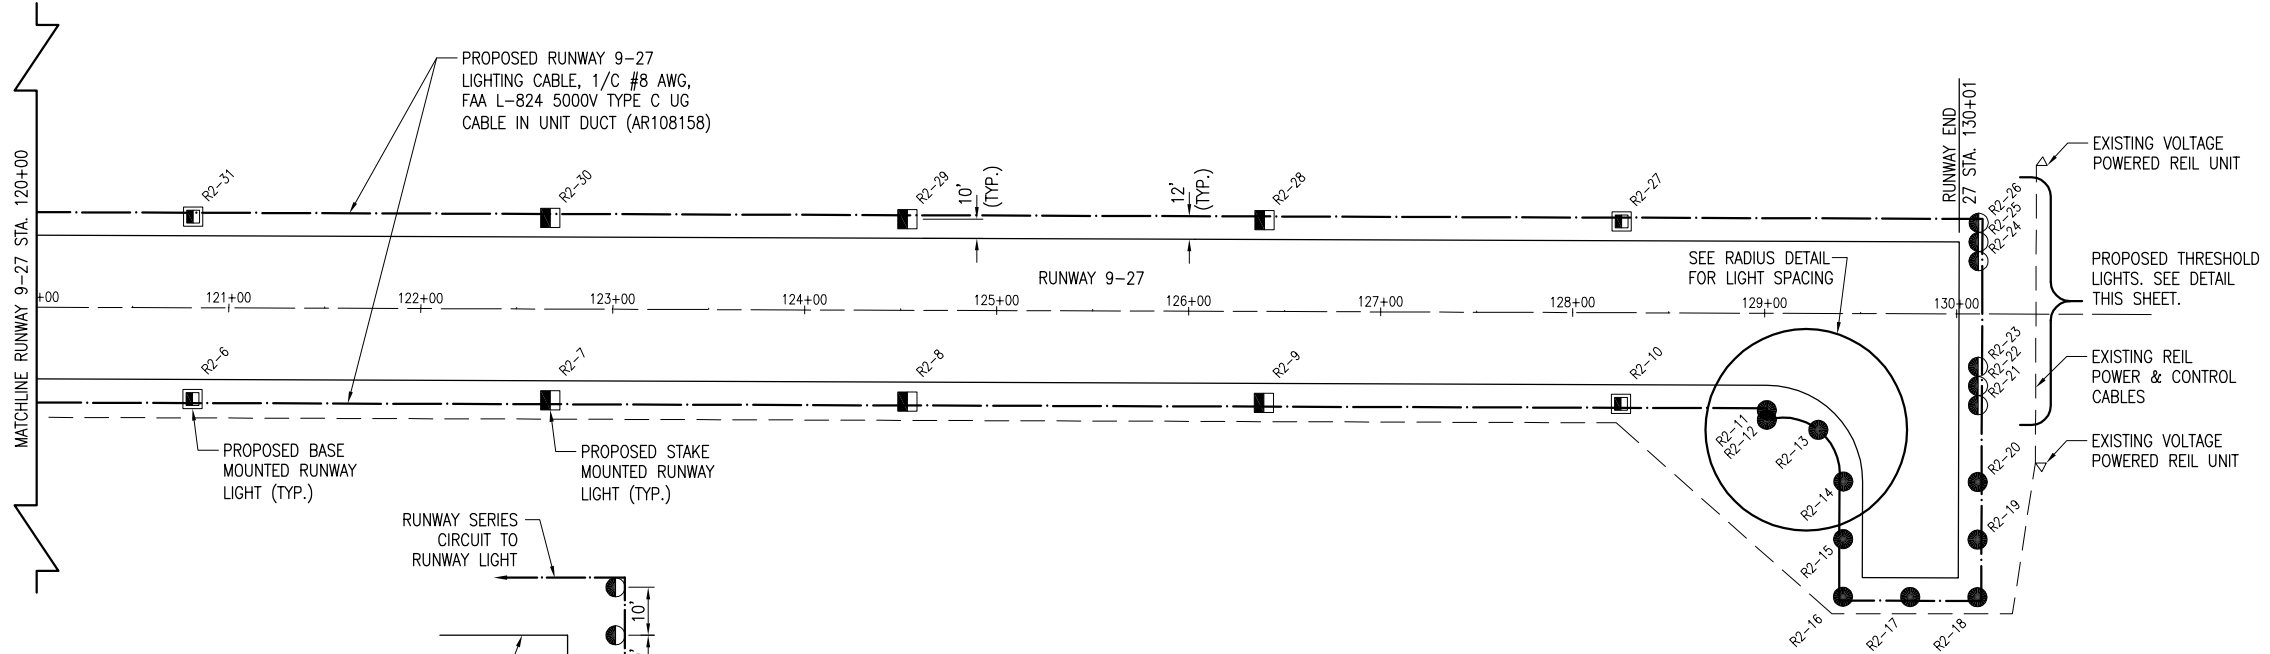 PROPOSED RUNWAY 9-27
LIGHTING CABLE, 1/C #8 AWG,
FAA L-824 5000V TYPE C UG
CABLE IN UNIT DUCT (AR108158)
MATCHLINE RUNWAY 9-27 STA. 120+00
R2-31
R2-30
R2-29
10'
(TYP.)
12'
(TYP.)
R2-28
R2-27
RUNWAY END
27 STA. 130+01
R2-26
R2-25
R2-24
EXISTING VOLTAGE
POWERED REIL UNIT
SEE RADIUS DETAIL
FOR LIGHT SPACING
PROPOSED THRESHOLD
LIGHTS. SEE DETAIL
THIS SHEET.
RUNWAY 9-27
+00
121+00
122+00
123+00
124+00
125+00
126+00
127+00
128+00
129+00
130+00
R2-6
R2-7
R2-8
R2-9
R2-10
R2-23
R2-22
R2-21
EXISTING REIL
POWER & CONTROL
CABLES
R2-11
R2-12
R2-13
PROPOSED BASE
MOUNTED RUNWAY
LIGHT (TYP.)
PROPOSED STAKE
MOUNTED RUNWAY
LIGHT (TYP.)
EXISTING VOLTAGE
POWERED REIL UNIT
R2-20
R2-14
R2-19
R2-15
RUNWAY SERIES
CIRCUIT TO
RUNWAY LIGHT
10'
R2-16
R2-17
R2-18